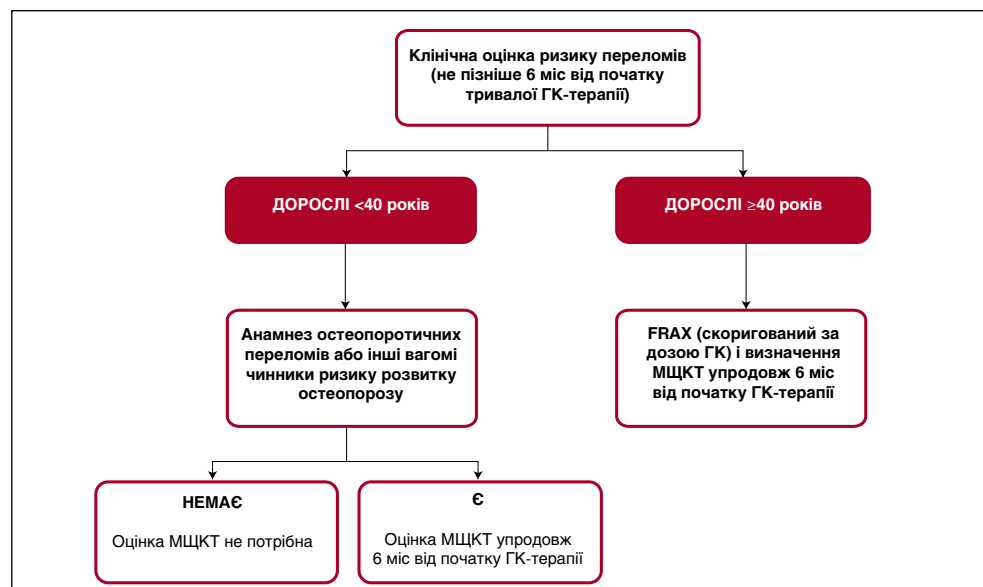 Клінічна оцінка ризику переломів
(не пізніше 6 міс від початку
тривалої ГК-терапії)
ДОРОСЛІ <40 років
ДОРОСЛІ ≥40 років
Анамнез остеопоротичних
переломів або інші вагомі
чинники ризику розвитку
остеопорозу
FRAX (скоригований за
дозою ГК) і визначення
МЩКТ упродовж 6 міс
від початку ГК-терапії
НЕМАЄ
Оцінка МЩКТ не потрібна
Є
Оцінка МЩКТ упродовж
6 міс від початку ГК-терапії